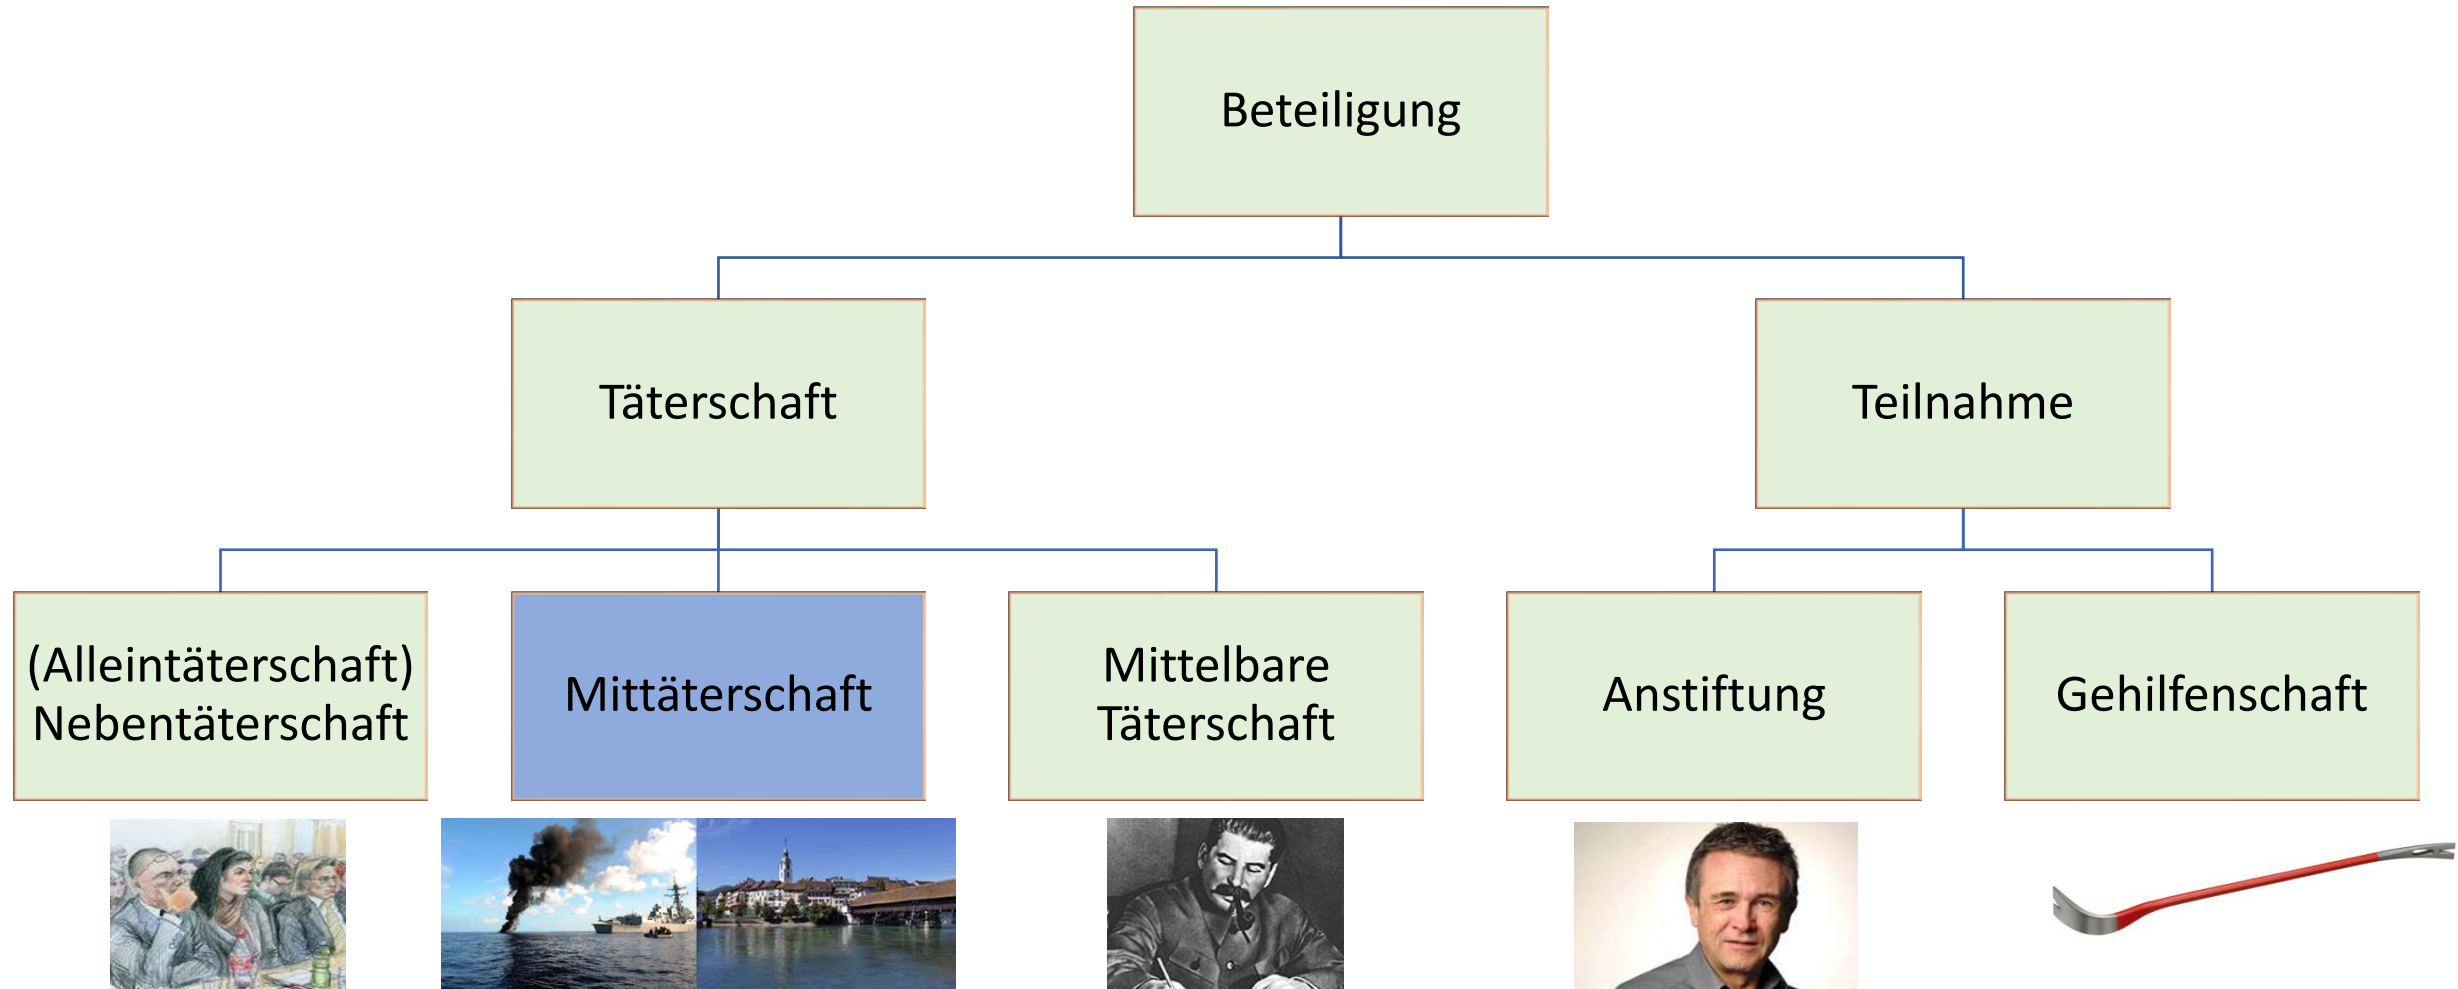 Beteiligung
Täterschaft
Teilnahme
(Alleintäterschaft)
Nebentäterschaft
Mittäterschaft
Mittelbare
Täterschaft
Anstiftung
Gehilfenschaft